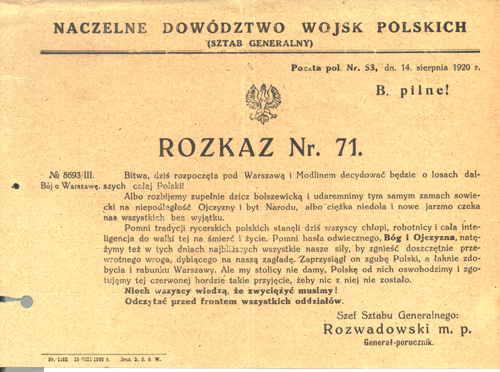 NACZELNE DOWÓDZTWO WOJSK POLSKICH
(SZTAB GENERALNY)
Poczta pol. Nr. 53, dn. 14. sierpnia 1920 r.
B. pilne!
ROZKAZ Nr. 71.
№ 8693/III. Bitwa, dziś rozpoczęta pod Warszawą i Modlinem decydować będzie o losach dal-
Bój o Warszawę. szych całej Polski!
Albo rozbijemy zupełnie dzicz bolszewicką i udaremnimy tym samym zamach sowie-
cki na niepodległość Ojczyzny i byt Narodu, albo ciężka niedola i nowe jarzmo czeka
nas wszystkich bez wyjątku.
Pomni tradycji rycerskich polskich stanęli dziś wszyscy chłopi, robotnicy i cała
inteligencja do walki tej na śmierć i życie. Pomni hasła odwiecznego, Bóg i Ojczyzna, natę-
żymy też w tych dniach najbliższych wszystkie nasze siły, by zgnieść doszczętnie prze-
wrotnego wroga, dybiącego na naszą zagładę. Zaprzysiągł on zgubę Polski, a łaknie zdo-
bycia i rabunku Warszawy. Ale my stolicy nie damy, Polskę od nich oswobodzimy i zgo-
tujemy tej czerwonej hordzie takie przyjęcie, żeby nic z niej nie zostało.
Niech wszyscy wiedzą, że zwyciężyć musimy!
Odczytać przed frontem wszystkich oddziałów.
Szef Sztabu Generalnego:
Rozwadowski m. p.
Generał-porucznik.
15 VIII 1920 r. Druk. D. O. G. W.